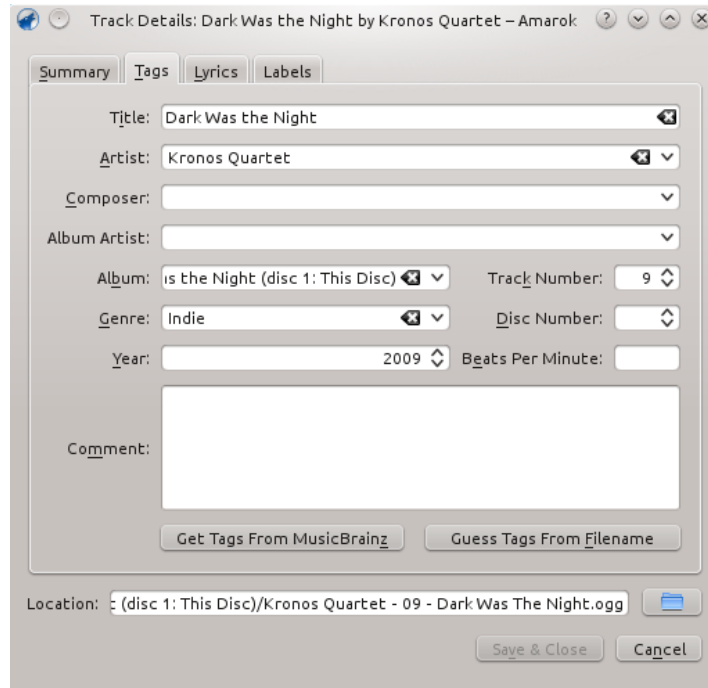 Track Details: Dark Was the Night by Kronos Quartet – Amarok
Summary Tags Lyrics Labels
Title: Dark Was the Night
Artist: Kronos Quartet
Composer:
Album Artist:
Album: as the Night (disc 1: This Disc) Track Number: 9
Genre: Indie Disc Number:
Year: 2009 Beats Per Minute:
Comment:
Get Tags From MusicBrainz Guess Tags From Filename
Location: (disc 1: This Disc)/Kronos Quartet - 09 - Dark Was The Night.ogg
Save & Close Cancel